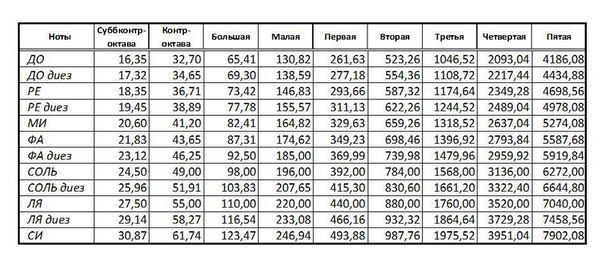 Ноты Суббконтр-октава Контр-октава Большая Малая Первая Вторая Третья Четвертая Пятая
ДО 16,35 32,70 65,41 130,82 261,63 523,26 1046,52 2093,04 4186,08
ДО диез 17,32 34,65 69,30 138,59 277,18 554,36 1108,72 2217,44 4434,88
РЕ 18,35 36,71 73,42 146,83 293,66 587,32 1174,64 2349,28 4698,56
РЕ диез 19,45 38,89 77,78 155,57 311,13 622,26 1244,52 2489,04 4978,08
МИ 20,60 41,20 82,41 164,82 329,63 659,26 1318,52 2637,04 5274,08
ФА 21,83 43,65 87,31 174,62 349,23 698,46 1396,92 2793,84 5587,68
ФА диез 23,12 46,25 92,50 185,00 369,99 739,98 1479,96 2959,92 5919,84
СОЛЬ 24,50 49,00 98,00 196,00 392,00 784,00 1568,00 3136,00 6272,00
СОЛЬ диез 25,96 51,91 103,83 207,65 415,30 830,60 1661,20 3322,40 6644,80
ЛЯ 27,50 55,00 110,00 220,00 440,00 880,00 1760,00 3520,00 7040,00
ЛЯ диез 29,14 58,27 116,54 233,08 466,16 932,32 1864,64 3729,28 7458,56
СИ 30,87 61,74 123,47 246,94 493,88 987,76 1975,52 3951,04 7902,08